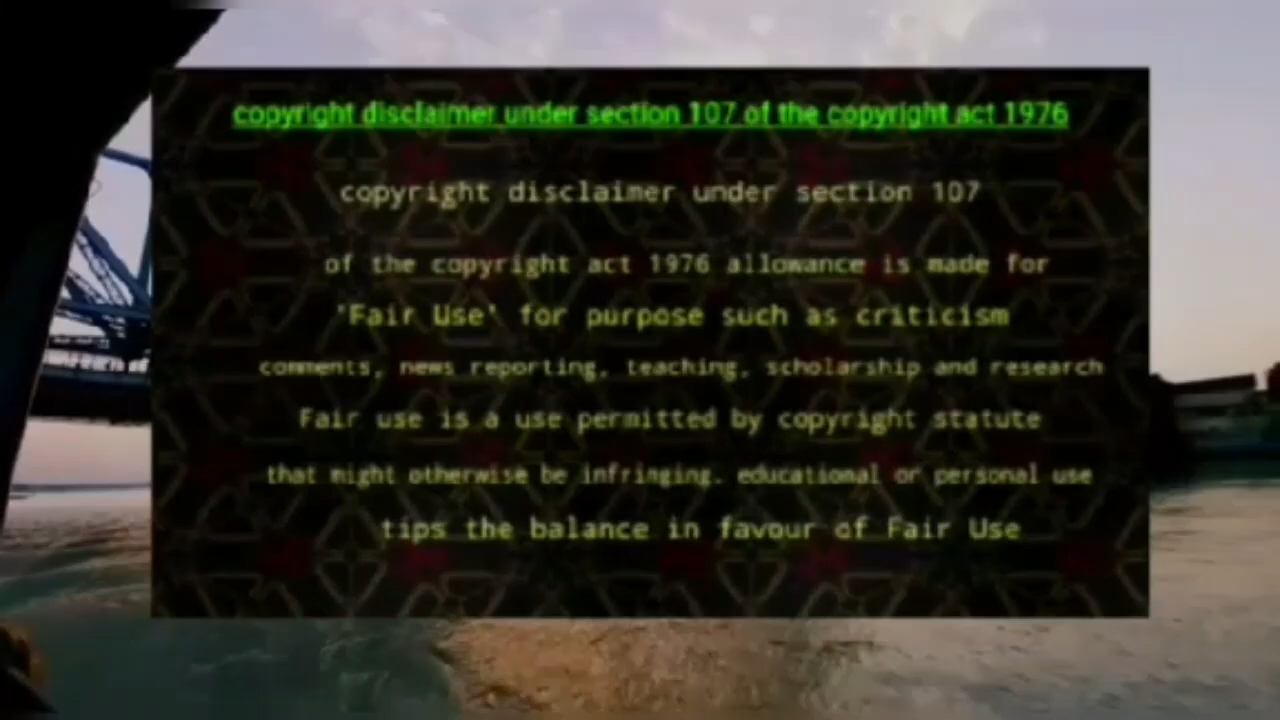 copyright disclaimer under section 107 of the copyright act 1976
copyright disclaimer under section 107
of the copyright act 1976 allowance is made for
'Fair Use' for purpose such as criticism
comments, news reporting, teaching, scholarship and research
Fair use is a use permitted by copyright statute
that might otherwise be infringing. educational or personal use
tips the balance in favour of Fair Use